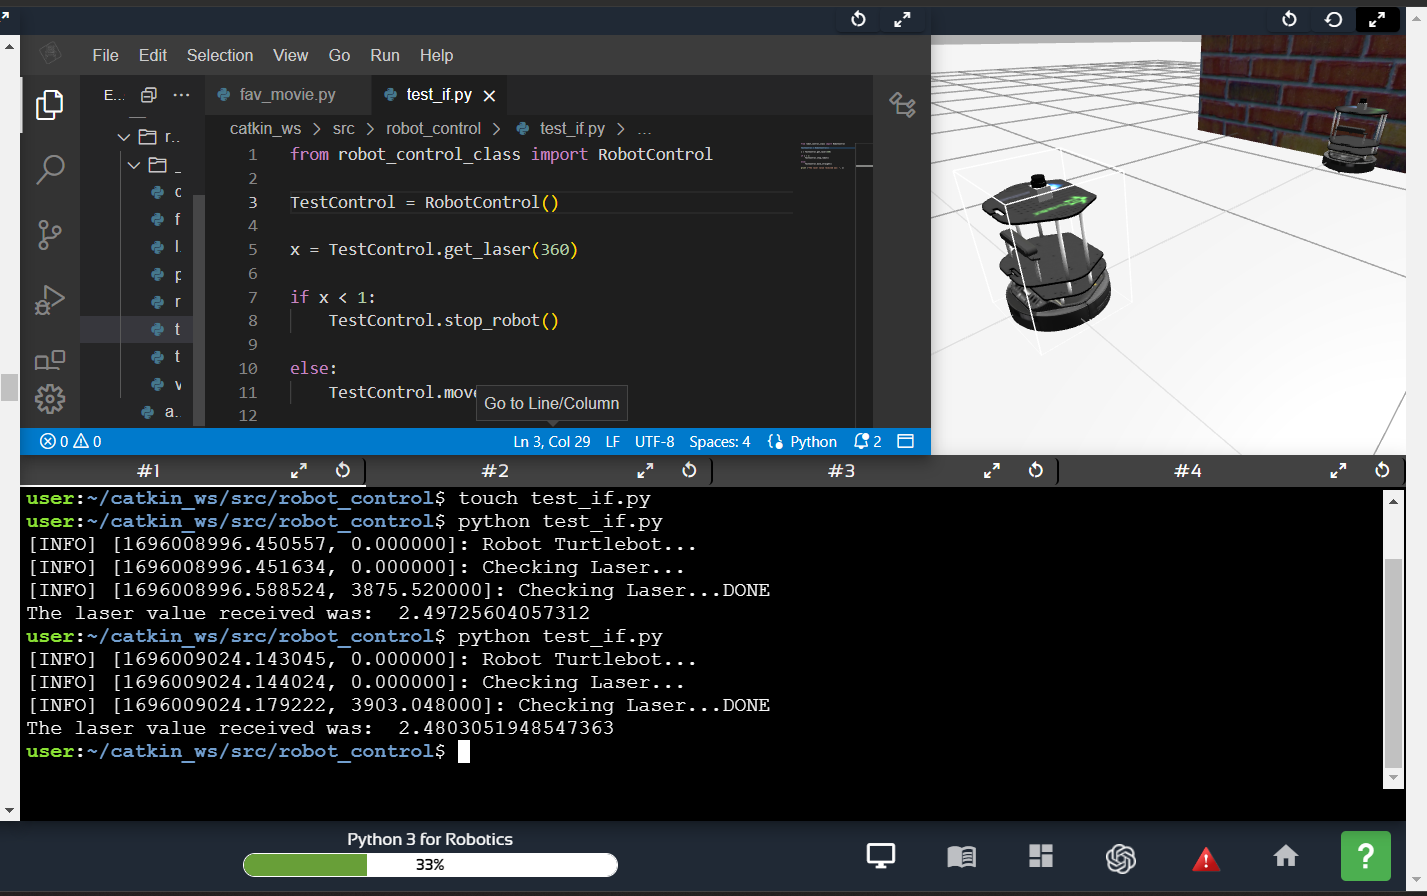 File Edit Selection View Go Run Help
E... fav_movie.py test_if.py
catkin_ws > src > robot_control > test_if.py > ...
r..
_
f
l.
p
r
t
t
v
a.
1 from robot_control_class import RobotControl
2
3 TestControl = RobotControl()
4
5 x = TestControl.get_laser(360)
6
7 if x < 1:
8 TestControl.stop_robot()
9
10 else:
11 TestControl.mov
12
Go to Line/Column
0 0 Ln 3, Col 29 LF UTF-8 Spaces: 4 Python 2
#1 #2 #3 #4
user:~/catkin_ws/src/robot_control$ touch test_if.py
user:~/catkin_ws/src/robot_control$ python test_if.py
[INFO] [1696008996.450557, 0.000000]: Robot Turtlebot...
[INFO] [1696008996.451634, 0.000000]: Checking Laser...
[INFO] [1696008996.588524, 3875.520000]: Checking Laser...DONE
The laser value received was:  2.49725604057312
user:~/catkin_ws/src/robot_control$ python test_if.py
[INFO] [1696009024.143045, 0.000000]: Robot Turtlebot...
[INFO] [1696009024.144024, 0.000000]: Checking Laser...
[INFO] [1696009024.179222, 3903.048000]: Checking Laser...DONE
The laser value received was:  2.4803051948547363
user:~/catkin_ws/src/robot_control$
Python 3 for Robotics
33%
?